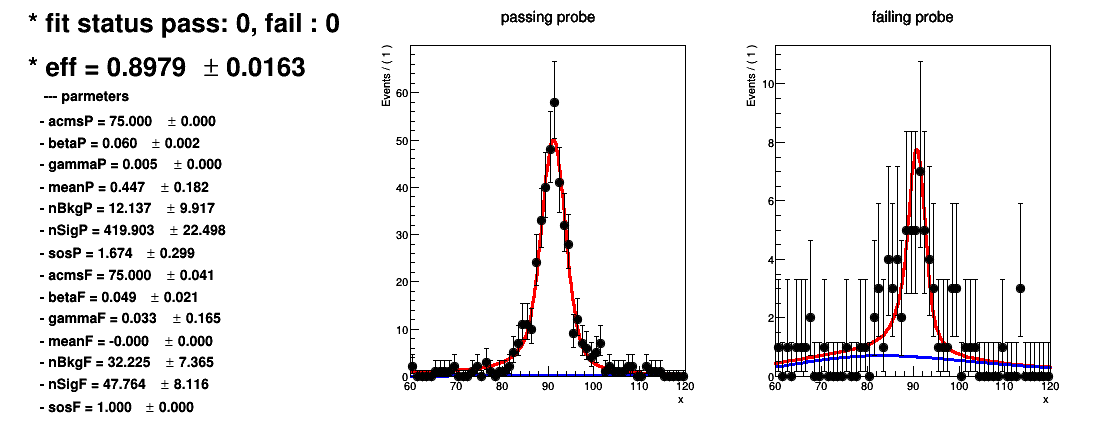 * fit status pass: 0, fail : 0
* eff = 0.8979 ± 0.0163
--- parmeters
- acmsP = 75.000 ± 0.000
- betaP = 0.060 ± 0.002
- gammaP = 0.005 ± 0.000
- meanP = 0.447 ± 0.182
- nBkgP = 12.137 ± 9.917
- nSigP = 419.903 ± 22.498
- sosP = 1.674 ± 0.299
- acmsF = 75.000 ± 0.041
- betaF = 0.049 ± 0.021
- gammaF = 0.033 ± 0.165
- meanF = -0.000 ± 0.000
- nBkgF = 32.225 ± 7.365
- nSigF = 47.764 ± 8.116
- sosF = 1.000 ± 0.000
passing probe
Events / ( 1 )
60
50
40
30
20
10
0
60 70 80 90 100 110 120
x
failing probe
Events / ( 1 )
10
8
6
4
2
0
60 70 80 90 100 110 120
x